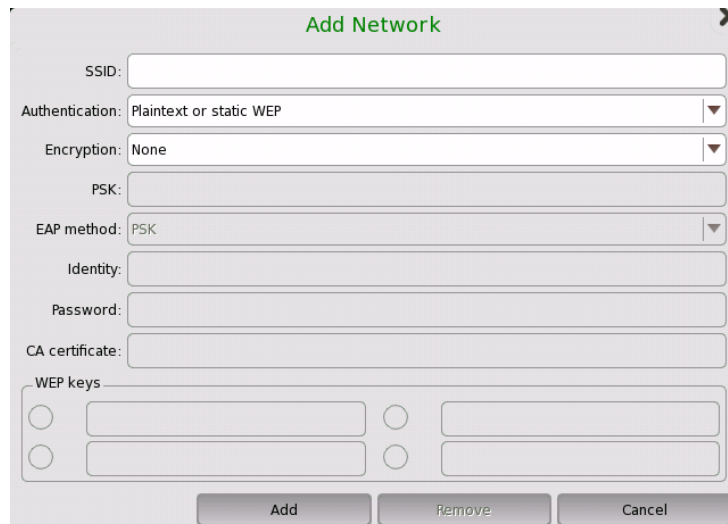 Add Network
SSID:
Authentication: Plaintext or static WEP
Encryption: None
PSK:
EAP method: PSK
Identity:
Password:
CA certificate:
WEP keys
Add Remove Cancel